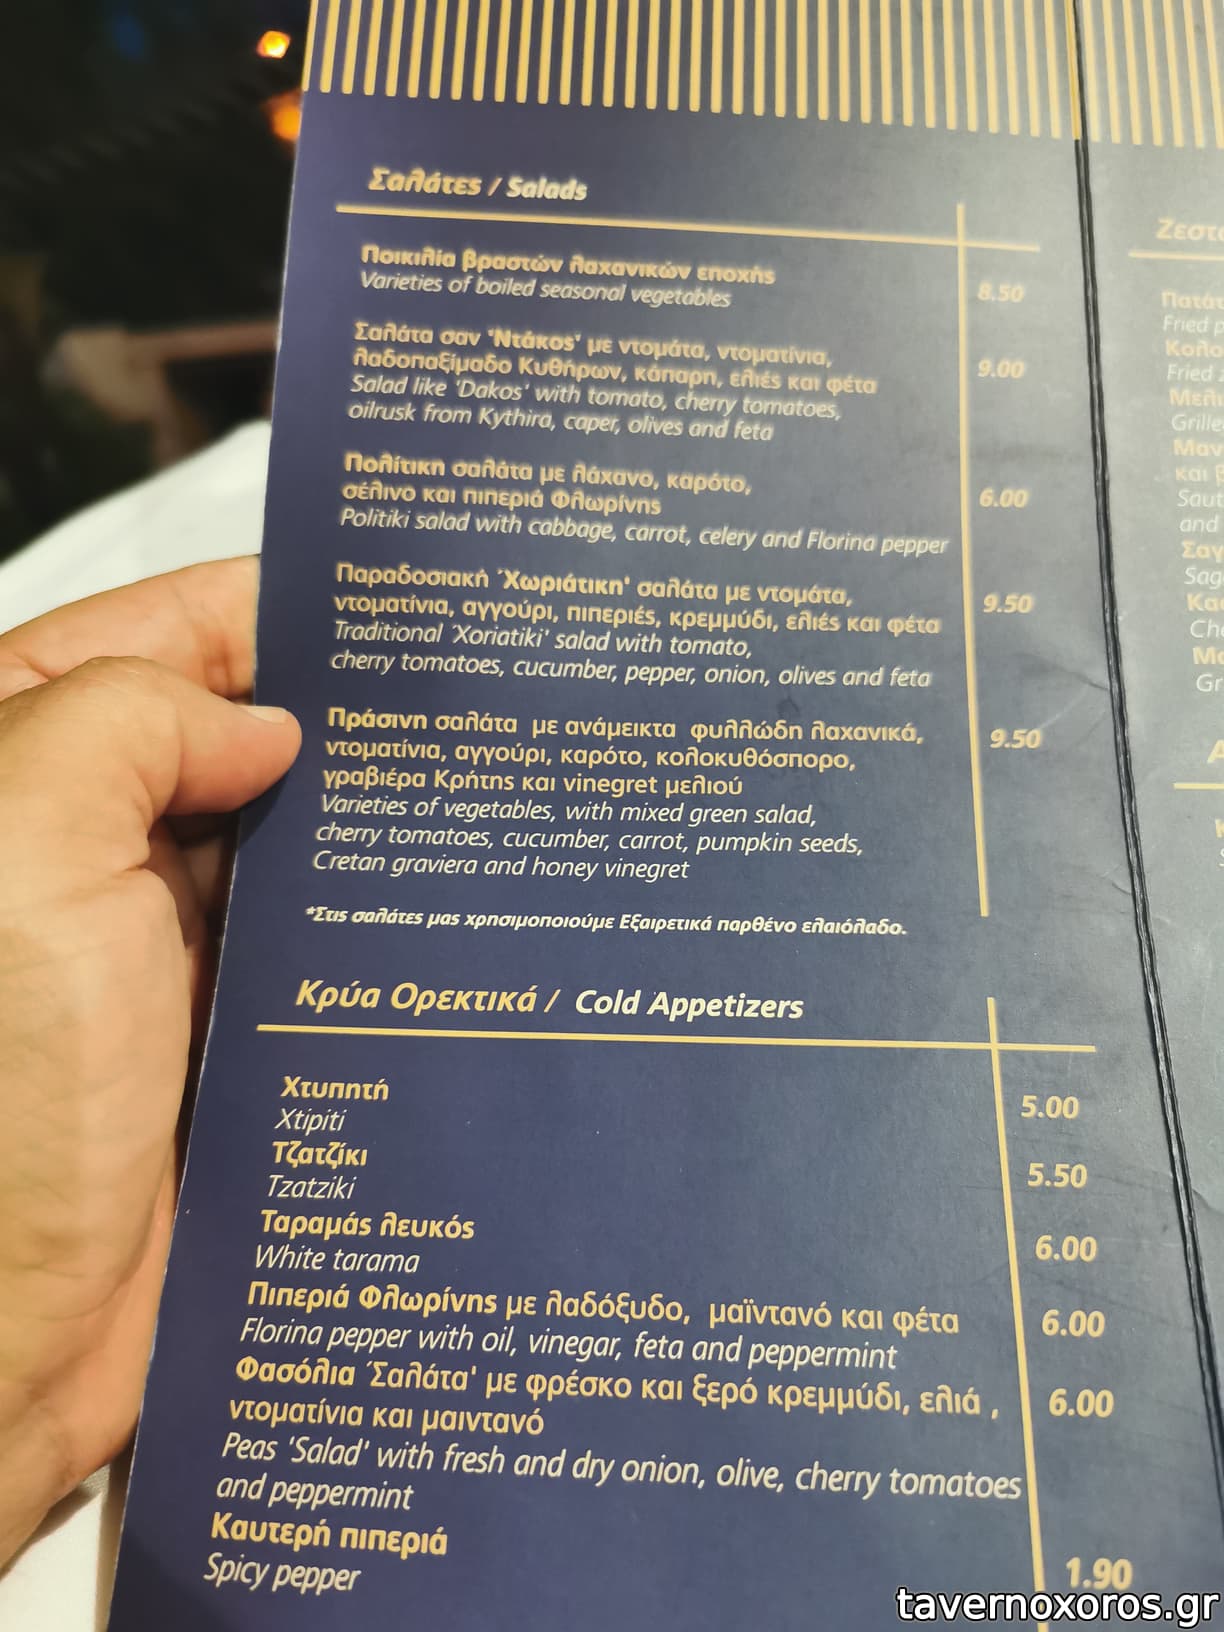 Σαλάτες / Salads
Ποικιλία βραστών λαχανικών εποχής
Varieties of boiled seasonal vegetables
8.50
Σαλάτα σαν 'Ντάκος' με ντομάτα, ντοματίνια,
λαδοπαξίμαδο Κυθήρων, κάπαρη, ελιές και φέτα
9.00
Salad like 'Dakos' with tomato, cherry tomatoes,
oilrusk from Kythira, caper, olives and feta
Πολίτικη σαλάτα με λάχανο, καρότο,
σέλινο και πιπεριά Φλωρίνης
6.00
Politiki salad with cabbage, carrot, celery and Florina pepper
Παραδοσιακή 'Χωριάτικη' σαλάτα με ντομάτα,
ντοματίνια, αγγούρι, πιπεριές, κρεμμύδι, ελιές και φέτα
9.50
Traditional 'Xoriatiki' salad with tomato,
cherry tomatoes, cucumber, pepper, onion, olives and feta
Πράσινη σαλάτα με ανάμεικτα φυλλώδη λαχανικά,
9.50
ντοματίνια, αγγούρι, καρότο, κολοκυθόσπορο,
γραβιέρα Κρήτης και vinegret μελιού
Varieties of vegetables, with mixed green salad,
cherry tomatoes, cucumber, carrot, pumpkin seeds,
Cretan graviera and honey vinegret
*Στις σαλάτες μας χρησιμοποιούμε Εξαιρετικά παρθένο ελαιόλαδο.
Κρύα Ορεκτικά / Cold Appetizers
Χτυπητή
5.00
Xtipiti
Τζατζίκι
5.50
Tzatziki
Ταραμάς λευκός
6.00
White tarama
Πιπεριά Φλωρίνης με λαδόξυδο, μαϊντανό και φέτα
6.00
Florina pepper with oil, vinegar, feta and peppermint
Φασόλια 'Σαλάτα' με φρέσκο και ξερό κρεμμύδι, ελιά ,
6.00
ντοματίνια και μαιντανό
Peas 'Salad' with fresh and dry onion, olive, cherry tomatoes
and peppermint
Καυτερή πιπεριά
1.90
Spicy pepper
Fried
Fried
and
tavernoxoros.gr